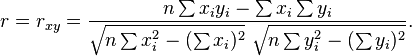 r = r_{xy} = \frac{n\sum x_i y_i - \sum x_i \sum y_i}{\sqrt{n\sum x_i^2 - (\sum x_i)^2} \sqrt{n\sum y_i^2 - (\sum y_i)^2}}.